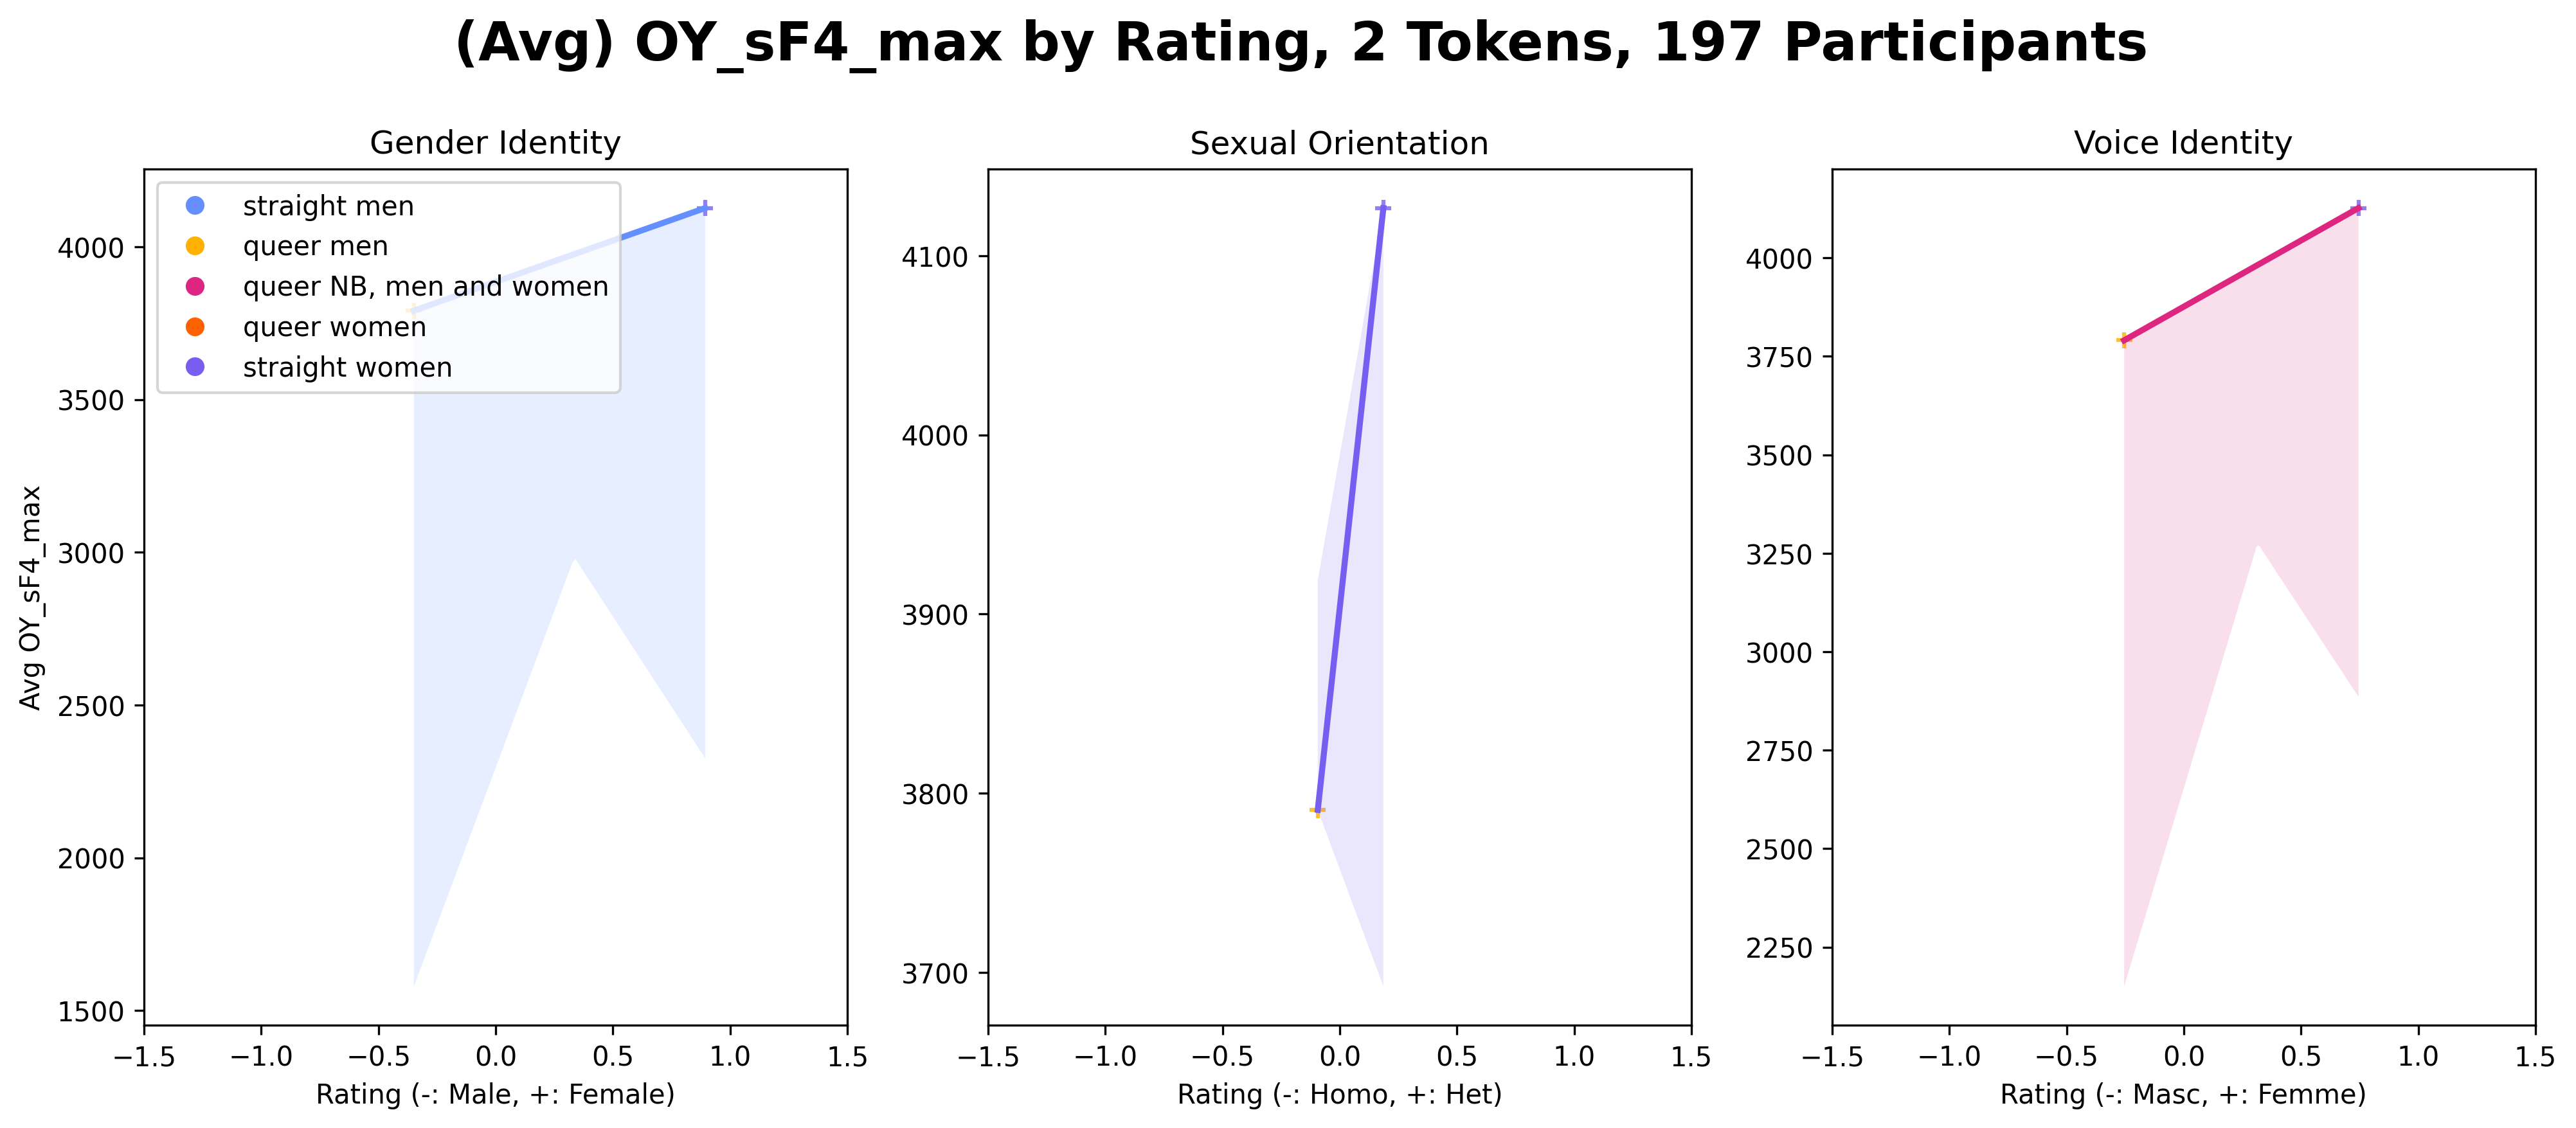 (Avg) OY_sF4_max by Rating, 2 Tokens, 197 Participants
Gender Identity
straight men
queer men
queer NB, men and women
queer women
straight women
4000
3500
3000
2500
2000
1500
Avg OY_sF4_max
−1.5 −1.0 −0.5 0.0 0.5 1.0 1.5
Rating (-: Male, +: Female)
Sexual Orientation
4100
4000
3900
3800
3700
−1.5 −1.0 −0.5 0.0 0.5 1.0 1.5
Rating (-: Homo, +: Het)
Voice Identity
4000
3750
3500
3250
3000
2750
2500
2250
−1.5 −1.0 −0.5 0.0 0.5 1.0 1.5
Rating (-: Masc, +: Femme)